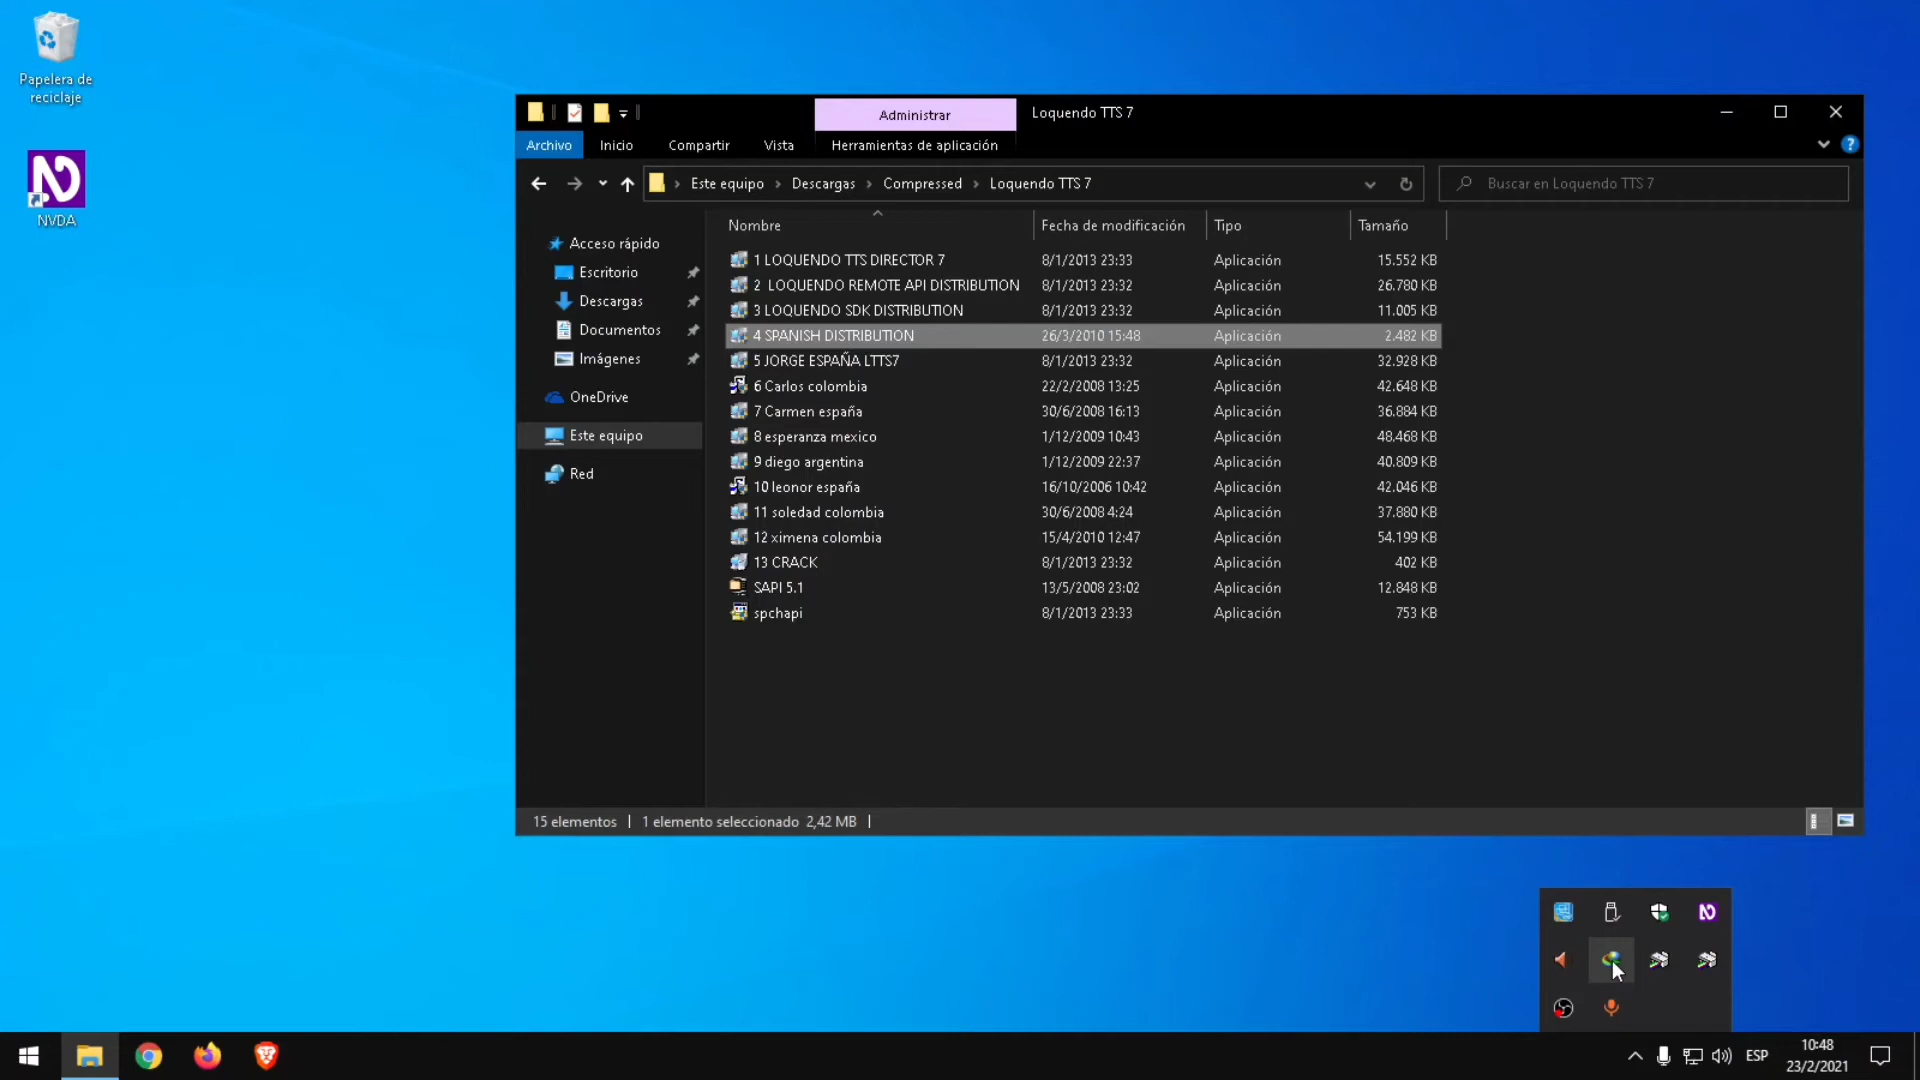 Papelera de
reciclaje
NVDA
Administrar
Loquendo TTS 7
Archivo Inicio Compartir Vista Herramientas de aplicación
Este equipo Descargas Compressed Loquendo TTS 7
Buscar en Loquendo TTS 7
Acceso rápido
Escritorio
Descargas
Documentos
Imágenes
OneDrive
Este equipo
Red
Nombre Fecha de modificación Tipo Tamaño
1 LOQUENDO TTS DIRECTOR 7 8/1/2013 23:33 Aplicación 15.552 KB
2 LOQUENDO REMOTE API DISTRIBUTION 8/1/2013 23:32 Aplicación 26.780 KB
3 LOQUENDO SDK DISTRIBUTION 8/1/2013 23:32 Aplicación 11.005 KB
4 SPANISH DISTRIBUTION 26/3/2010 15:48 Aplicación 2.482 KB
5 JORGE ESPAÑA LTTS7 8/1/2013 23:32 Aplicación 32.928 KB
6 Carlos colombia 22/2/2008 13:25 Aplicación 42.648 KB
7 Carmen españa 30/6/2008 16:13 Aplicación 36.884 KB
8 esperanza mexico 1/12/2009 10:43 Aplicación 48.468 KB
9 diego argentina 1/12/2009 22:37 Aplicación 40.809 KB
10 leonor españa 16/10/2006 10:42 Aplicación 42.046 KB
11 soledad colombia 30/6/2008 4:24 Aplicación 37.880 KB
12 ximena colombia 15/4/2010 12:47 Aplicación 54.199 KB
13 CRACK 8/1/2013 23:32 Aplicación 402 KB
SAPI 5.1 13/5/2008 23:02 Aplicación 12.848 KB
spchapi 8/1/2013 23:33 Aplicación 753 KB
15 elementos 1 elemento seleccionado 2,42 MB
ESP
10:48
23/2/2021